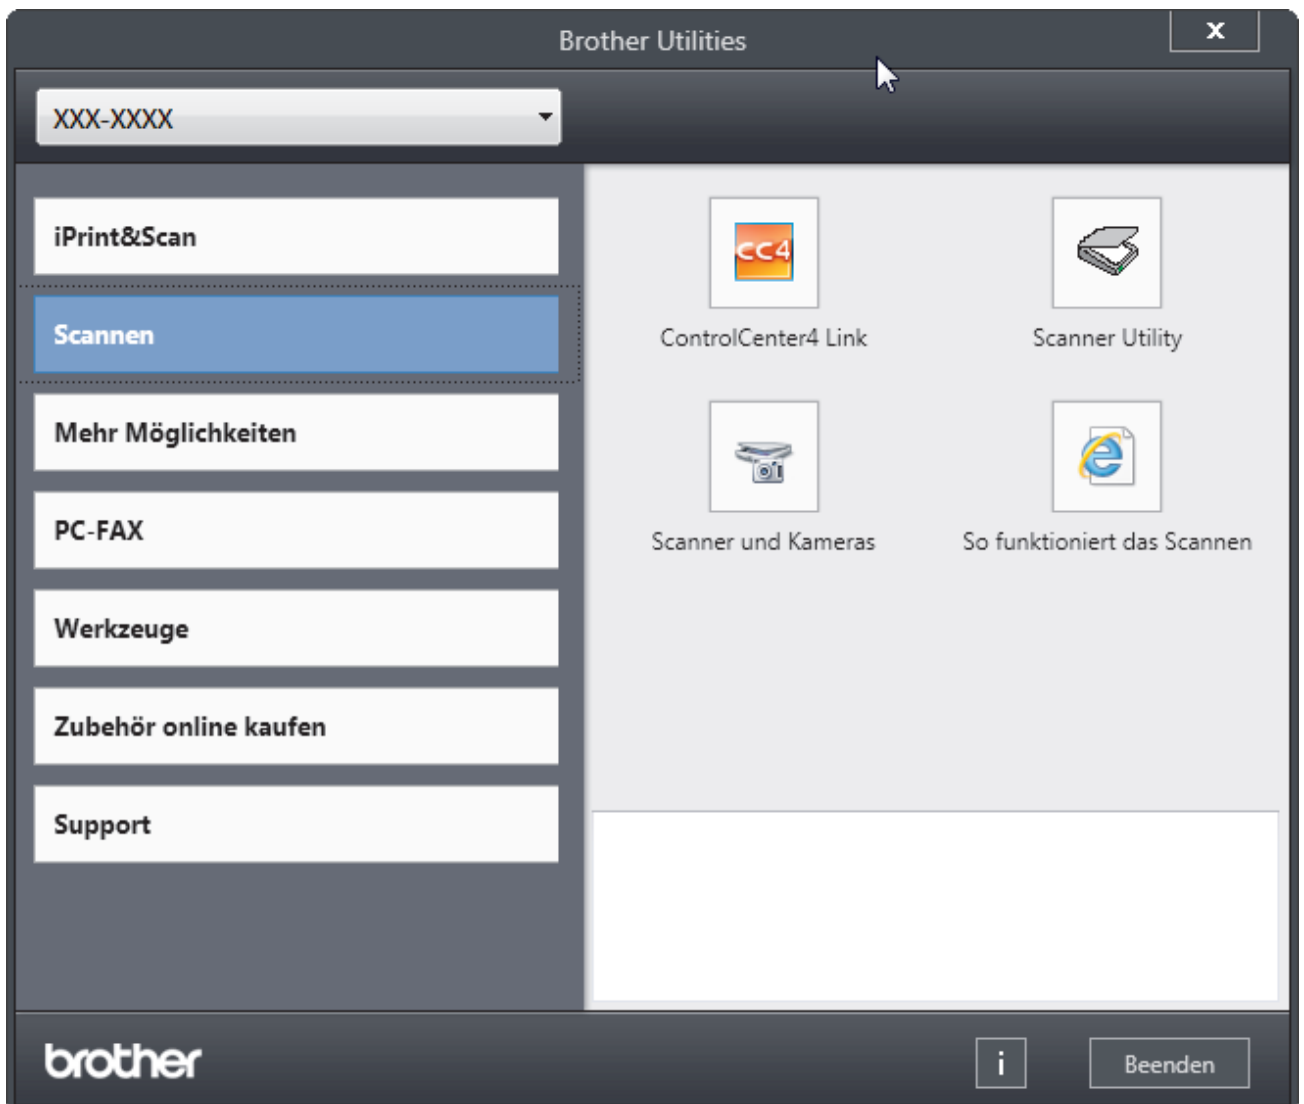 Brother Utilities
x
XXX-XXXX
iPrint&Scan
Scannen
Mehr Möglichkeiten
PC-FAX
Werkzeuge
Zubehör online kaufen
Support
CC4
ControlCenter4 Link
Scanner Utility
Scanner und Kameras
So funktioniert das Scannen
brother
i
Beenden